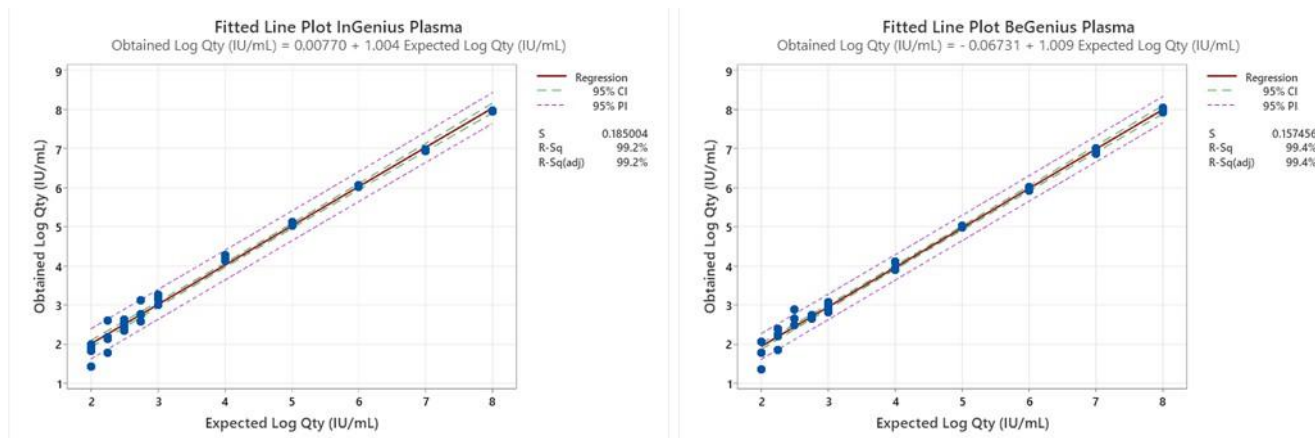 Fitted Line Plot InGenius Plasma
Obtained Log Qty (IU/mL) = 0.00770 + 1.004 Expected Log Qty (IU/mL)
9
8
7
6
5
4
3
2
1
Obtained Log Qty (IU/mL)
2 3 4 5 6 7 8
Expected Log Qty (IU/mL)
Regression
95% CI
95% PI
S 0.185004
R-Sq 99.2%
R-Sq(adj) 99.2%
Fitted Line Plot BeGenius Plasma
Obtained Log Qty (IU/mL) = - 0.06731 + 1.009 Expected Log Qty (IU/mL)
9
8
7
6
5
4
3
2
1
Obtained Log Qty (IU/mL)
2 3 4 5 6 7 8
Expected Log Qty (IU/mL)
Regression
95% CI
95% PI
S 0.157456
R-Sq 99.4%
R-Sq(adj) 99.4%